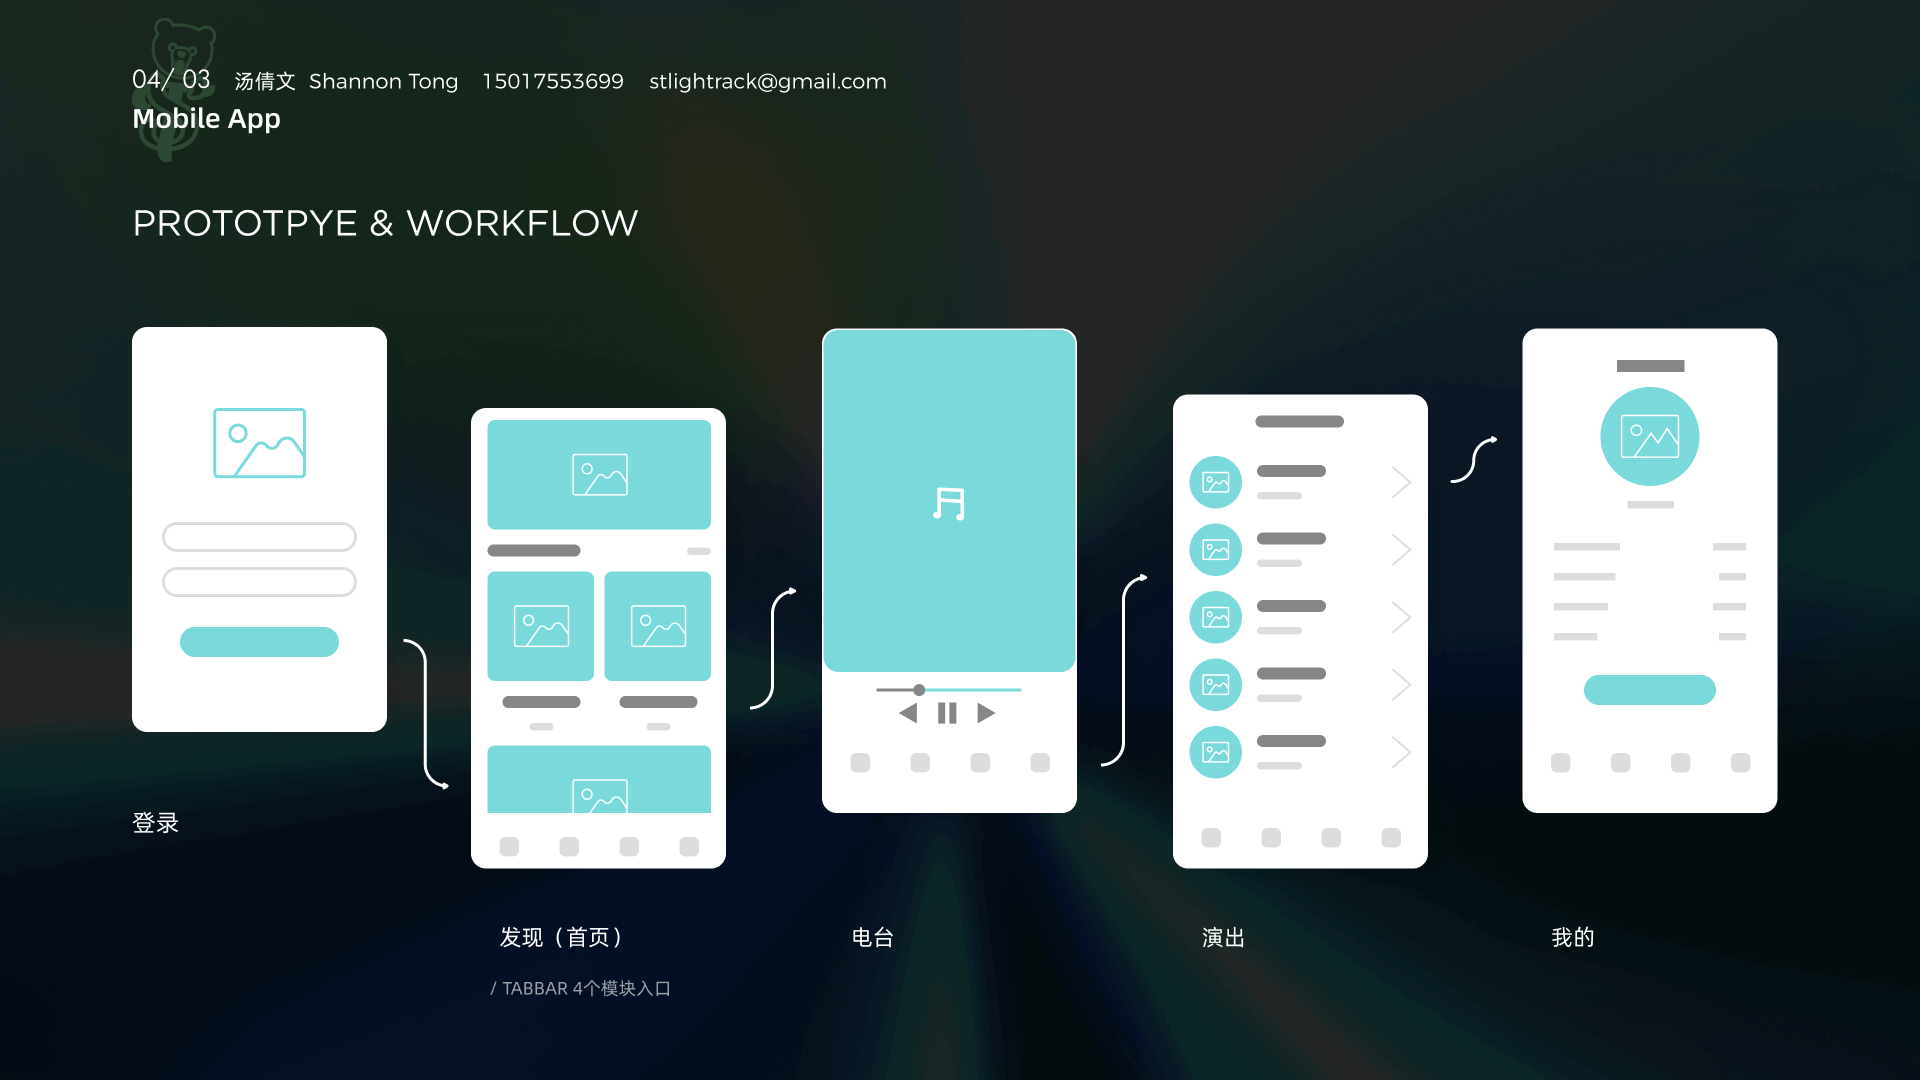 04/ 03 汤倩文 Shannon Tong 15017553699 stlightrack@gmail.com
Mobile App
PROTOTPYE & WORKFLOW
登录
发现（首页）
电台
演出
我的
/ TABBAR 4个模块入口